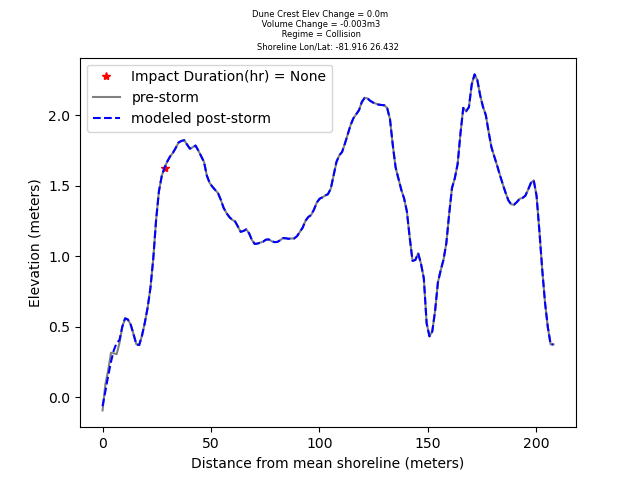 Dune Crest Elev Change = 0.0m
Volume Change = -0.003m3
Regime = Collision
Shoreline Lon/Lat: -81.916 26.432
Impact Duration(hr) = None
pre-storm
modeled post-storm
Elevation (meters)
2.0
1.5
1.0
0.5
0.0
0 50 100 150 200
Distance from mean shoreline (meters)